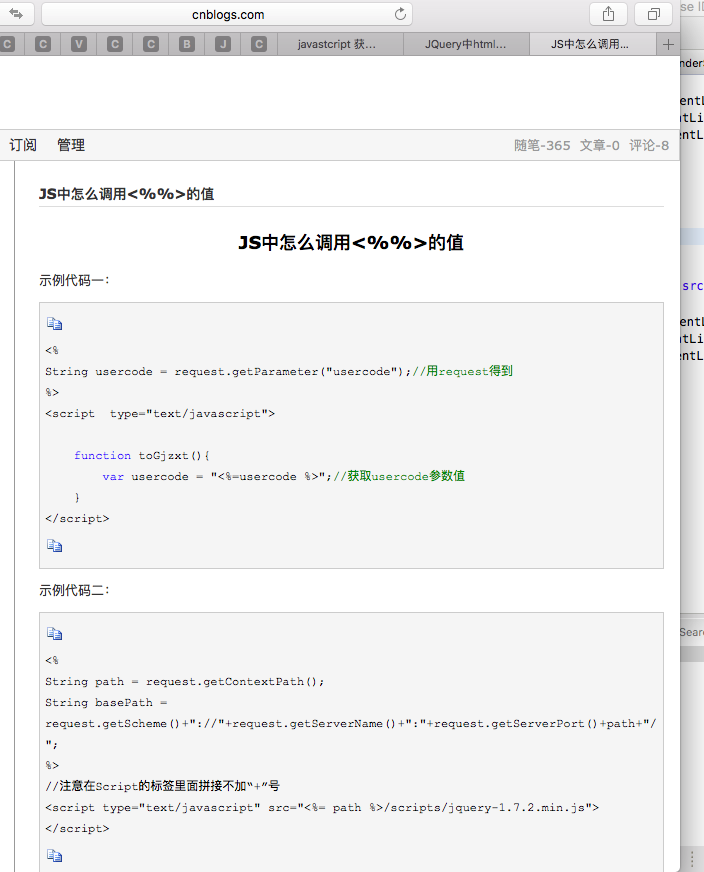 cnblogs.com
se ID
C
C
V
C
C
B
J
C
javastcript 获...
JQuery中html...
JS中怎么调用...
订阅 管理
随笔-365 文章-0 评论-8
JS中怎么调用<%%>的值
JS中怎么调用<%%>的值
示例代码一：
<%
String usercode = request.getParameter("usercode");//用request得到
%>
<script  type="text/javascript">
    function toGjzxt(){
        var usercode = "<%=usercode %>";//获取usercode参数值
    }
</script>
示例代码二：
<%
String path = request.getContextPath();
String basePath =
request.getScheme()+"://"+request.getServerName()+":"+request.getServerPort()+path+"/
";
%>
//注意在Script的标签里面拼接不加“+”号
<script type="text/javascript" src="<%= path %>/scripts/jquery-1.7.2.min.js">
</script>
src
Sear